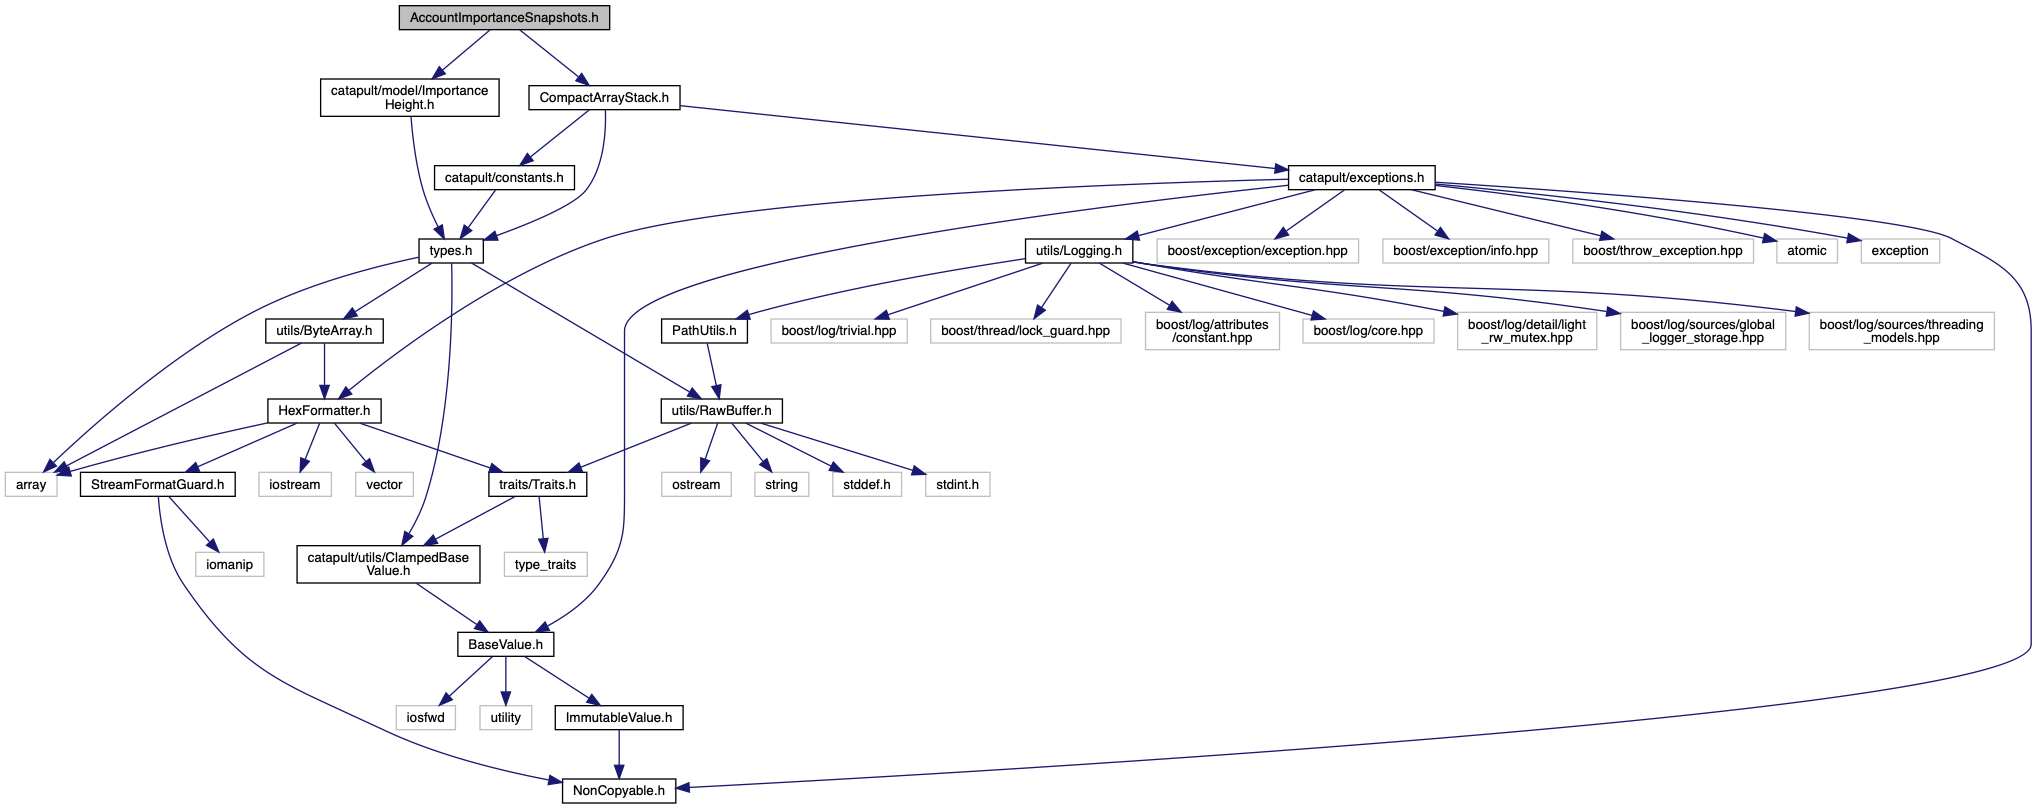 AccountImportanceSnapshots.h
catapult/model/Importance
Height.h
CompactArrayStack.h
catapult/constants.h
catapult/exceptions.h
types.h
utils/Logging.h
boost/exception/exception.hpp
boost/exception/info.hpp
boost/throw_exception.hpp
atomic
exception
utils/ByteArray.h
PathUtils.h
boost/log/trivial.hpp
boost/thread/lock_guard.hpp
boost/log/attributes
/constant.hpp
boost/log/core.hpp
boost/log/detail/light
_rw_mutex.hpp
boost/log/sources/global
_logger_storage.hpp
boost/log/sources/threading
_models.hpp
HexFormatter.h
utils/RawBuffer.h
array
StreamFormatGuard.h
iostream
vector
traits/Traits.h
ostream
string
stddef.h
stdint.h
iomanip
catapult/utils/ClampedBase
Value.h
type_traits
BaseValue.h
iosfwd
utility
ImmutableValue.h
NonCopyable.h